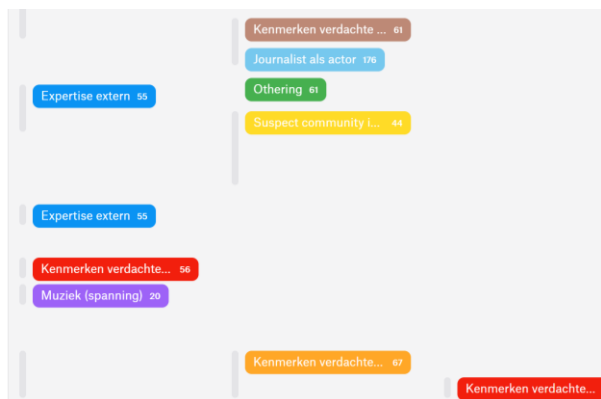 Kenmerken verdachte ... 61
Journalist als actor 176
Expertise extern 55
Othering 61
Suspect community i... 44
Expertise extern 55
Kenmerken verdachte... 56
Muziek (spanning) 20
Kenmerken verdachte... 67
Kenmerken verdachte...